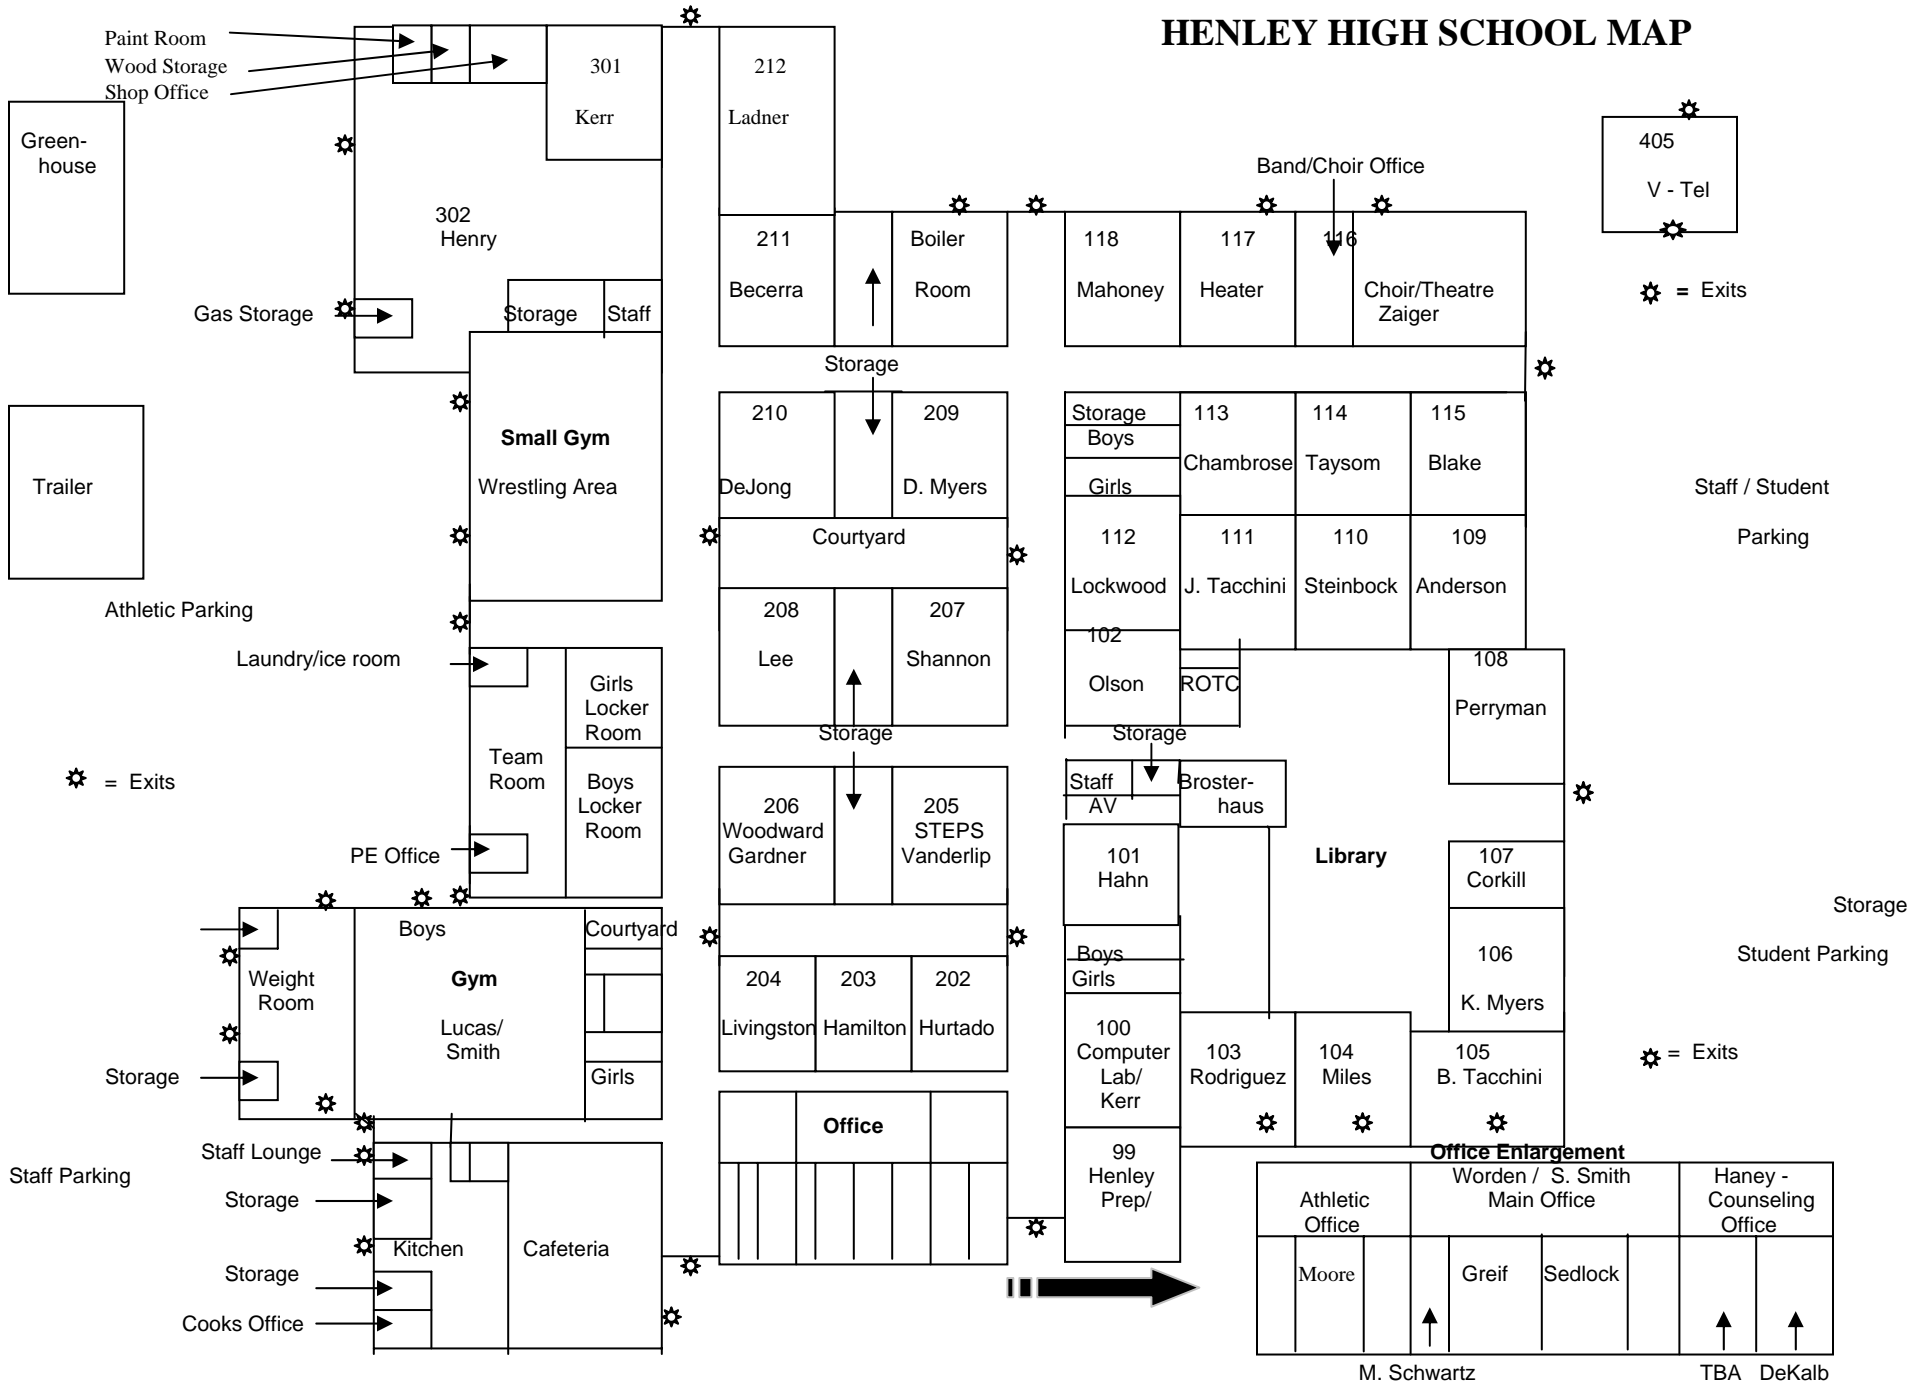 HENLEY HIGH SCHOOL MAP
Paint Room
Wood Storage
Shop Office
301
Kerr
212
Ladner
Green-
house
405
V - Tel
Band/Choir Office
302
Henry
211
Becerra
Boiler
Room
118
Mahoney
117
Heater
116
Choir/Theatre
Zaiger
= Exits
Gas Storage
Storage
Staff
Storage
Small Gym
Wrestling Area
210
DeJong
209
D. Myers
Storage
Boys
Girls
113
Chambrose
114
Taysom
115
Blake
Trailer
Staff / Student
Parking
Courtyard
112
Lockwood
111
J. Tacchini
110
Steinbock
109
Anderson
Athletic Parking
Laundry/ice room
208
Lee
207
Shannon
102
Olson
ROTC
108
Perryman
Girls
Locker
Room
Team
Room
Boys
Locker
Room
Storage
Storage
= Exits
Staff
AV
Broster-
haus
206
Woodward
Gardner
205
STEPS
Vanderlip
PE Office
101
Hahn
Library
107
Corkill
Storage
Boys
Courtyard
Student Parking
Weight
Room
Gym
Lucas/
Smith
Boys
Girls
106
K. Myers
204
Livingston
203
Hamilton
202
Hurtado
100
Computer
Lab/
Kerr
103
Rodriguez
104
Miles
105
B. Tacchini
= Exits
Storage
Girls
Office
99
Henley
Prep/
Staff Lounge
Staff Parking
Storage
Kitchen
Cafeteria
Storage
Cooks Office
Office Enlargement
Athletic
Office
Worden / S. Smith
Main Office
Haney -
Counseling
Office
Moore
Greif
Sedlock
M. Schwartz
TBA
DeKalb